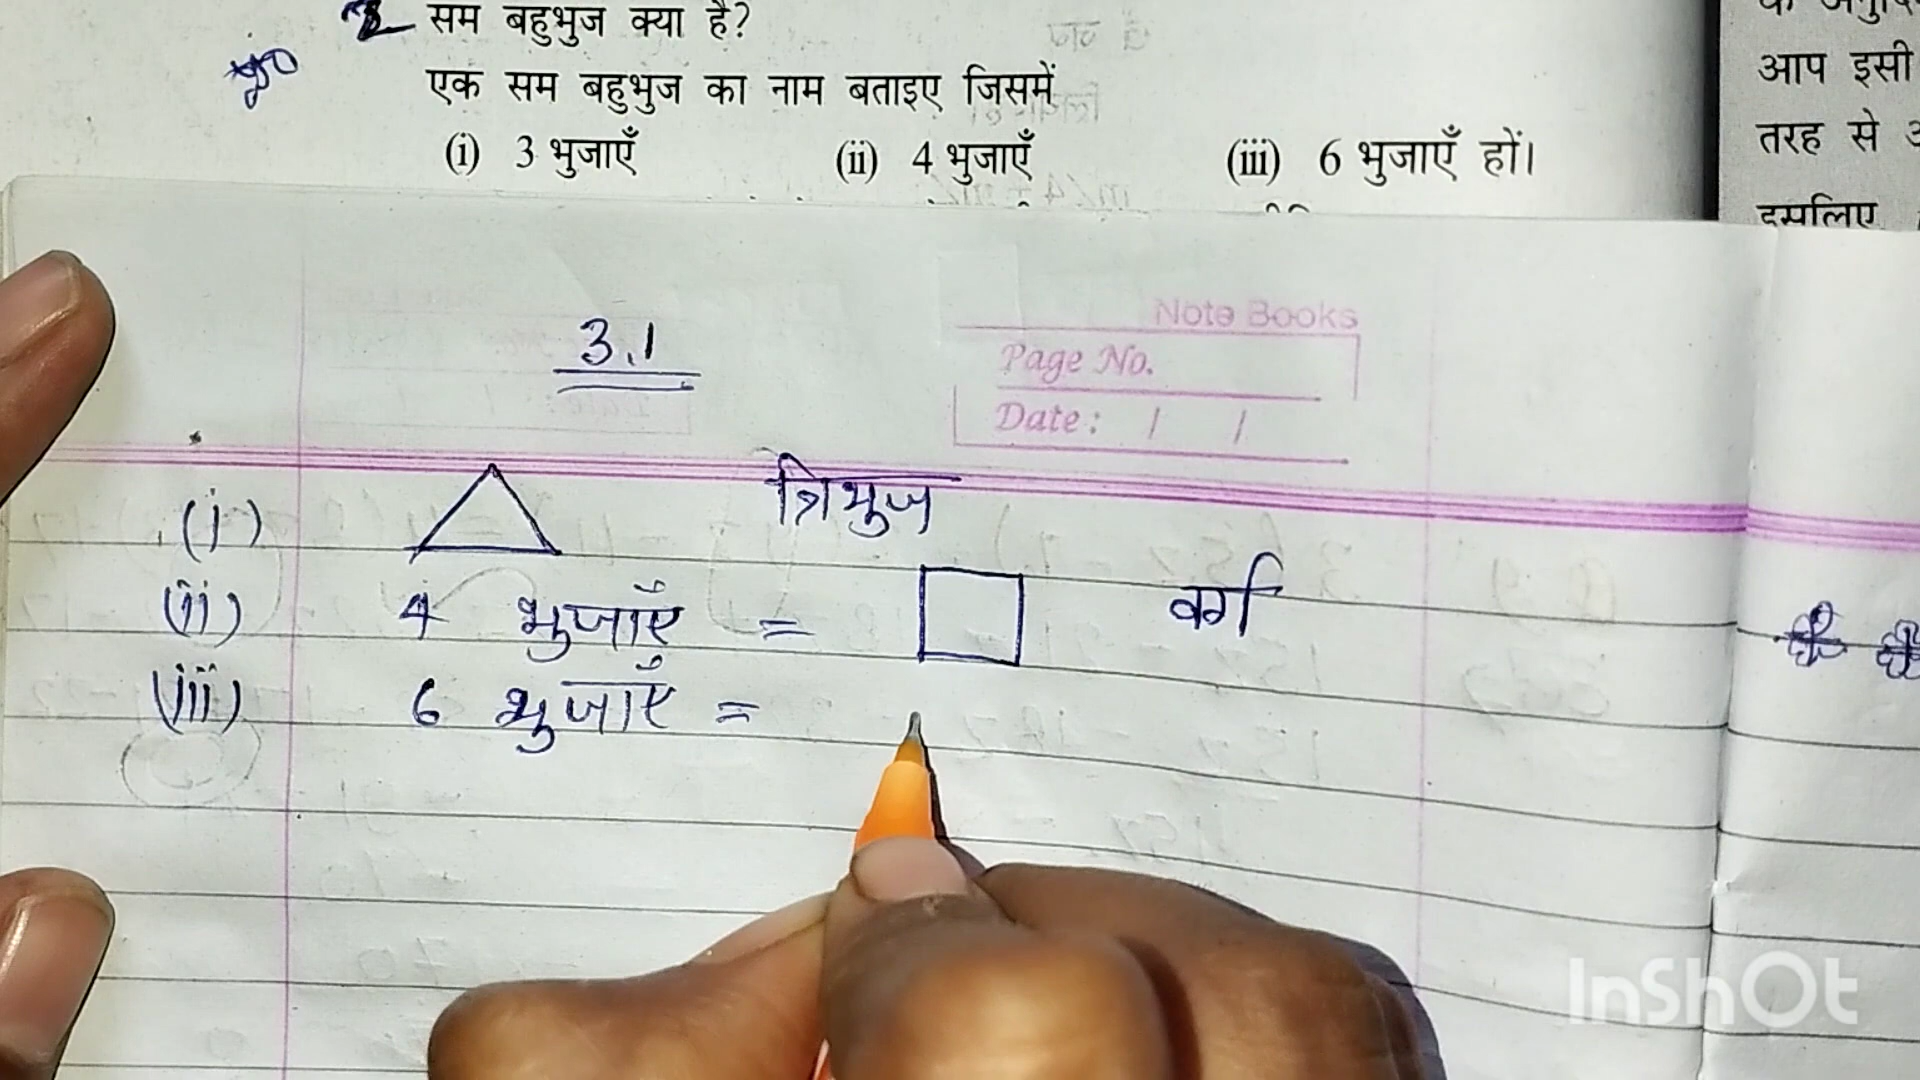 2 सम बहुभुज क्या है?
एक सम बहुभुज का नाम बताइए जिसमें
(i) 3 भुजाएँ (ii) 4 भुजाएँ (iii) 6 भुजाएँ हों।
आप इसी
तरह से
इसलिए
3.1
Note Books
Page No.
Date: / /
(i) त्रिभुज
(ii) 4 भुजाएँ = वर्ग
(iii) 6 भुजाएँ =
InShOt